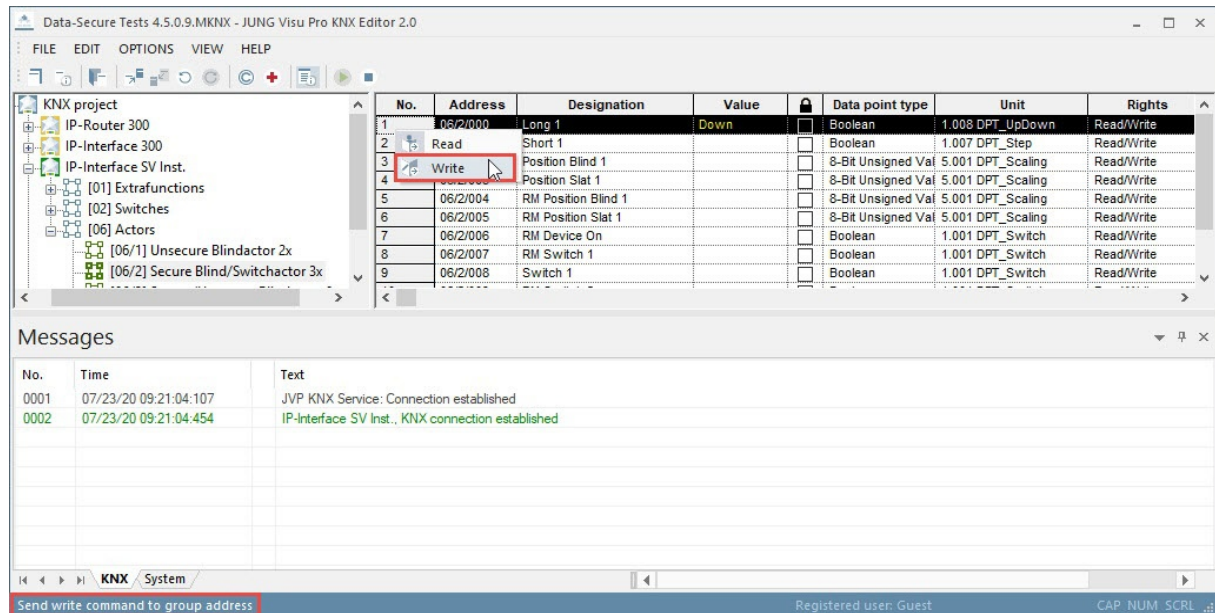 Data-Secure Tests 4.5.0.9.MKNX - JUNG Visu Pro KNX Editor 2.0
FILE EDIT OPTIONS VIEW HELP
KNX project
IP-Router 300
IP-Interface 300
IP-Interface SV Inst.
[01] Extrafunctions
[02] Switches
[06] Actors
[06/1] Unsecure Blindactor 2x
[06/2] Secure Blind/Switchactor 3x
No. Address Designation Value Data point type Unit Rights
1 06/2/000 Long 1 Down Boolean 1.008 DPT_UpDown Read/Write
2 Short 1 Boolean 1.007 DPT_Step Read/Write
3 Position Blind 1 8-Bit Unsigned Val 5.001 DPT_Scaling Read/Write
4 Position Slat 1 8-Bit Unsigned Val 5.001 DPT_Scaling Read/Write
5 06/2/004 RM Position Blind 1 8-Bit Unsigned Val 5.001 DPT_Scaling Read/Write
6 06/2/005 RM Position Slat 1 8-Bit Unsigned Val 5.001 DPT_Scaling Read/Write
7 06/2/006 RM Device On Boolean 1.001 DPT_Switch Read/Write
8 06/2/007 RM Switch 1 Boolean 1.001 DPT_Switch Read/Write
9 06/2/008 Switch 1 Boolean 1.001 DPT_Switch Read/Write
Read
Write
Messages
No. Time Text
0001 07/23/20 09:21:04:107 JVP KNX Service: Connection established
0002 07/23/20 09:21:04:454 IP-Interface SV Inst., KNX connection established
KNX System
Send write command to group address Registered user: Guest CAP NUM SCRL